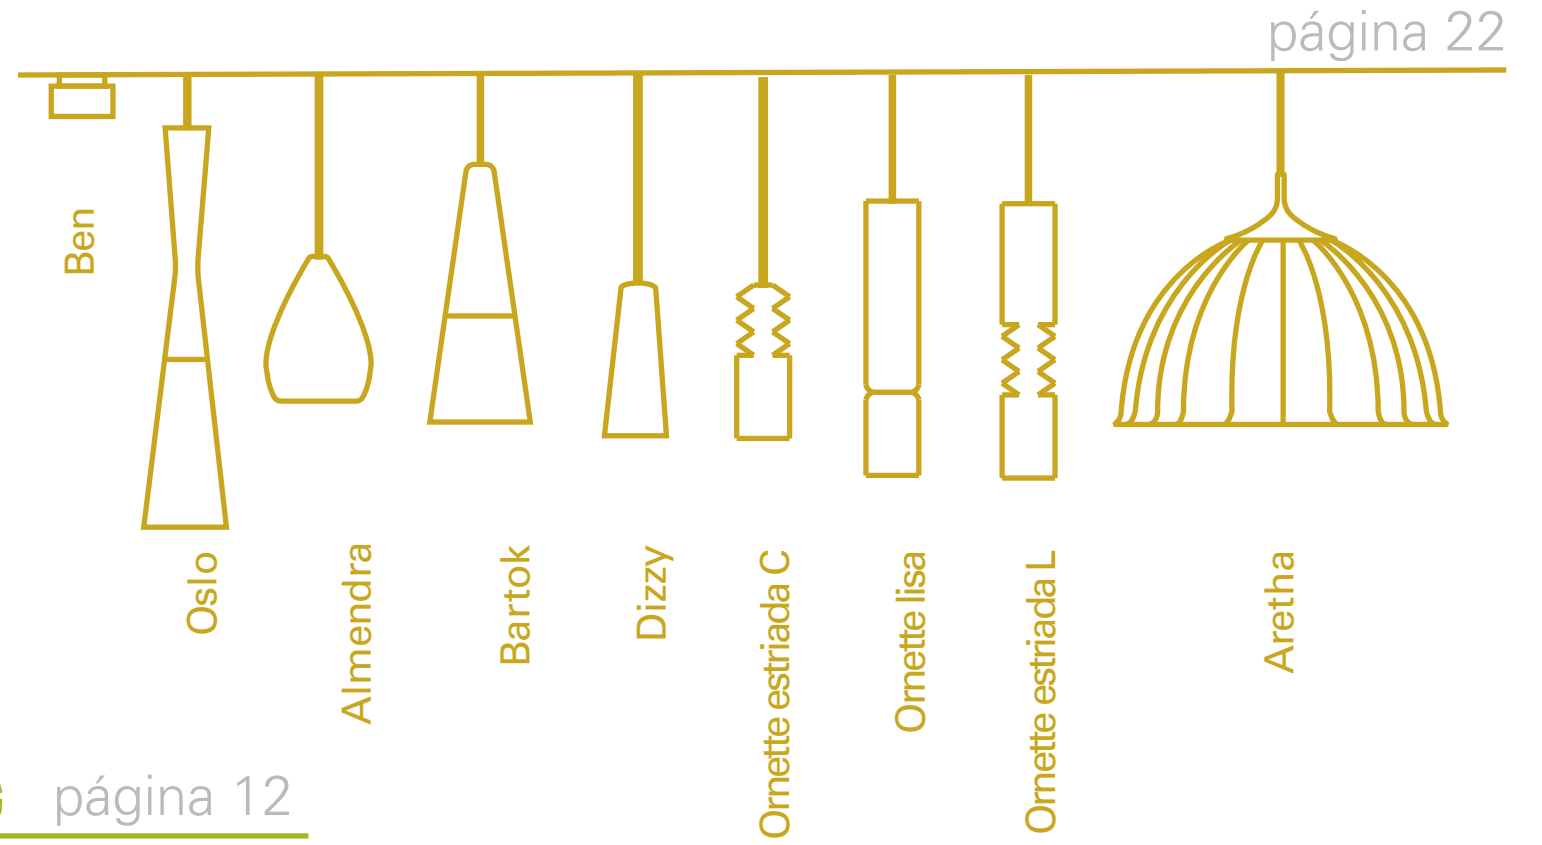 página 22
Ben
Oslo
Almendra
Bartok
Dizzy
Ornette estriada C
Ornette lisa
Ornette estriada L
Aretha
página 12